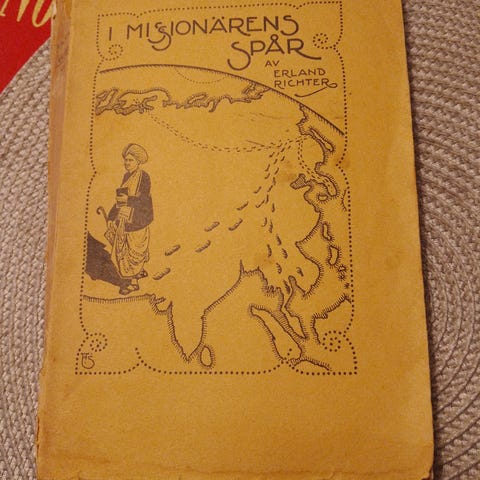 I MISSIONÄRENS
SPÅR
AV
ERLAND
RICHTER